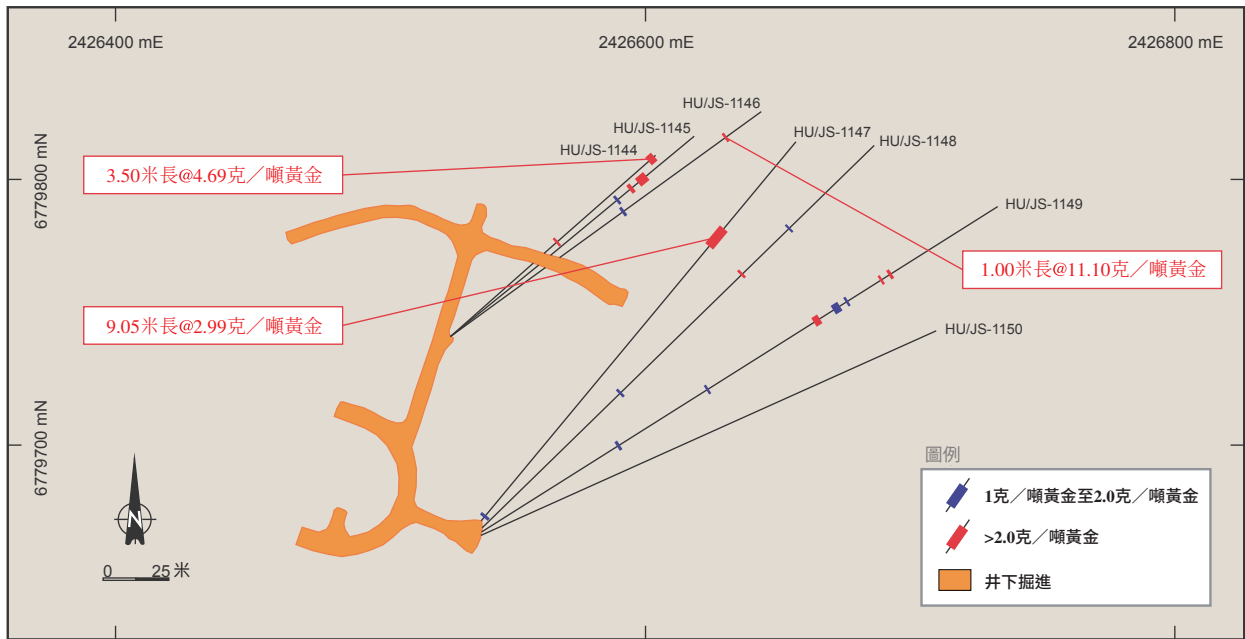 2426400 mE
2426600 mE
2426800 mE
6779800 mN
6779700 mN
HU/JS-1146
HU/JS-1145
HU/JS-1144
HU/JS-1147
HU/JS-1148
HU/JS-1149
HU/JS-1150
3.50米長@4.69克／噸黃金
1.00米長@11.10克／噸黃金
9.05米長@2.99克／噸黃金
N
0 25 米
圖例
1克／噸黃金至2.0克／噸黃金
>2.0克／噸黃金
井下掘進